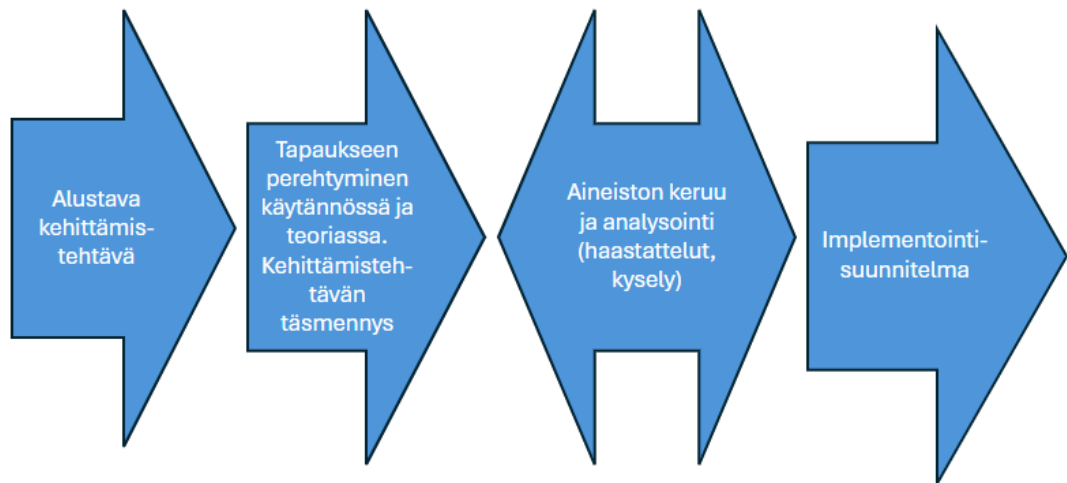 Alustava
kehittämis-
tehtävä
Tapaukseen
perehtyminen
käytännössä ja
teoriassa.
Kehittämisteh-
tävän
täsmennys
Aineiston keruu
ja analysointi
(haastattelut,
kysely)
Implementointi-
suunnitelma